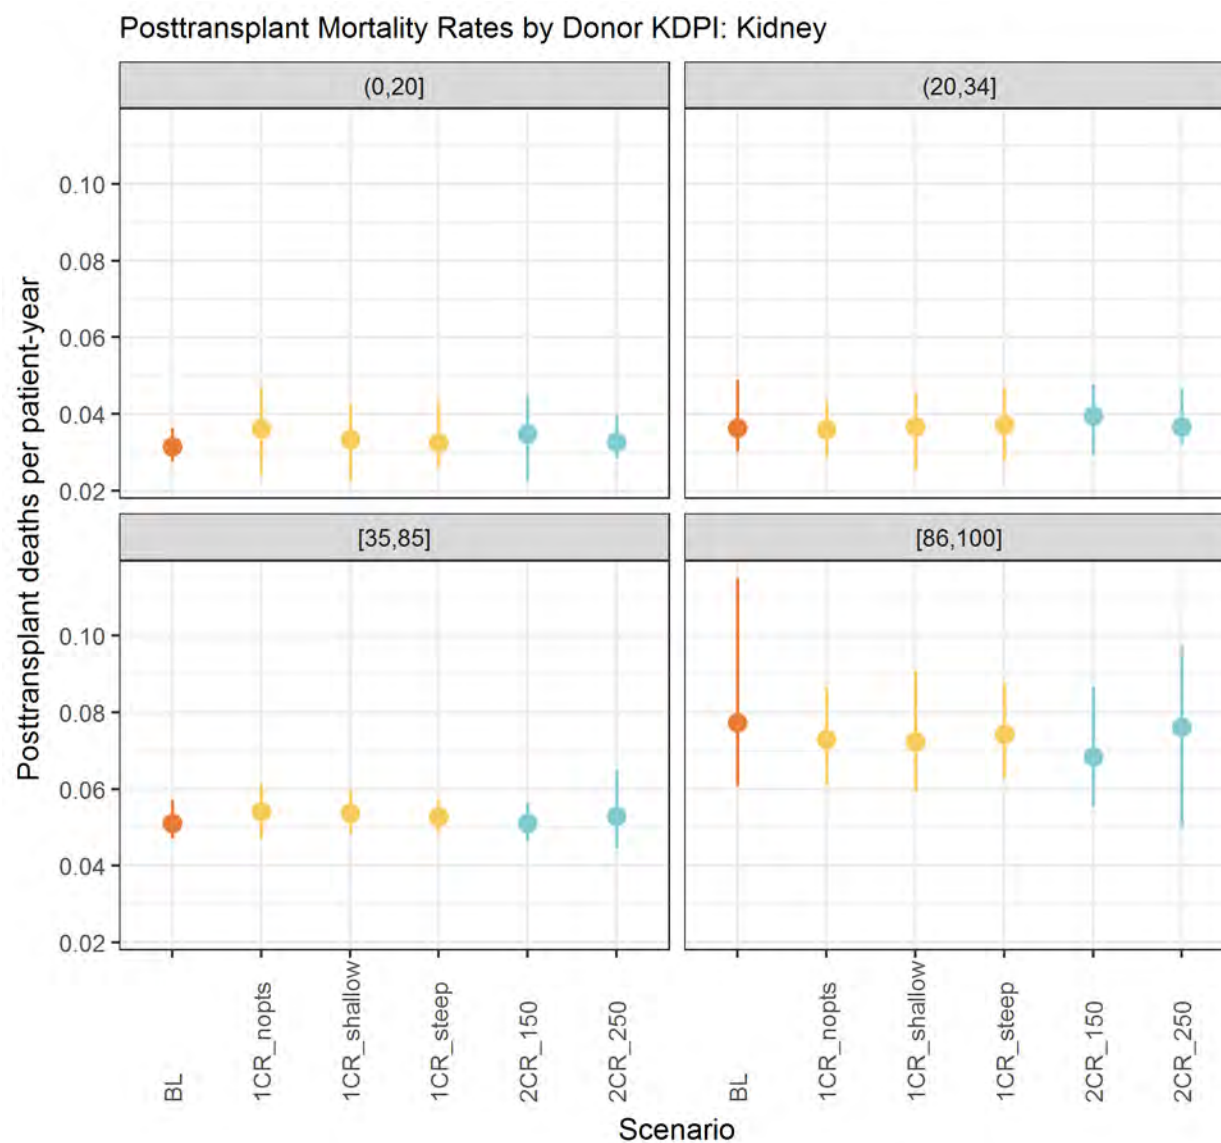 Posttransplant Mortality Rates by Donor KDPI: Kidney
(0,20]
(20,34]
0.10
0.08
0.06
0.04
0.02
[35,85]
[86,100]
0.10
0.08
0.06
0.04
0.02
Posttransplant deaths per patient-year
BL
1CR_nopts
1CR_shallow
1CR_steep
2CR_150
2CR_250
BL
1CR_nopts
1CR_shallow
1CR_steep
2CR_150
2CR_250
Scenario